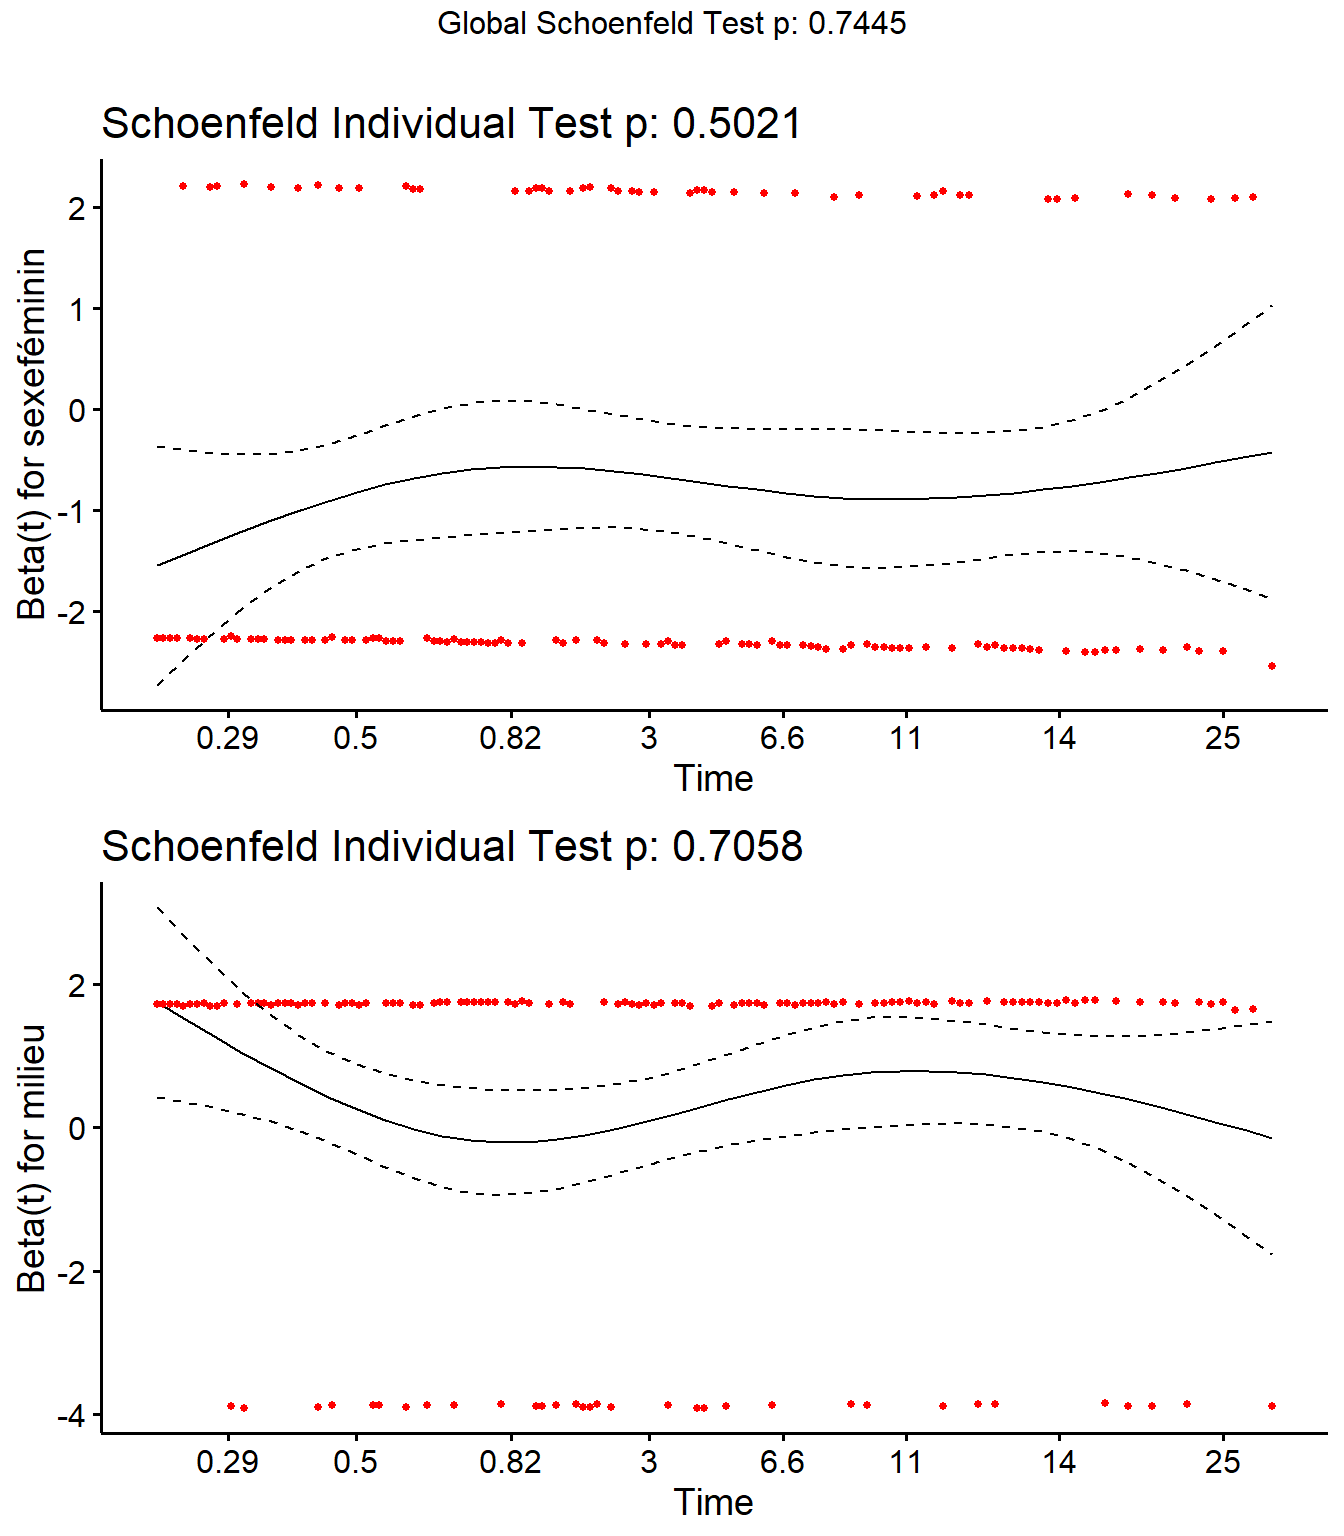 Global Schoenfeld Test p: 0.7445
Schoenfeld Individual Test p: 0.5021
Beta(t) for sexeféminin
2
1
0
-1
-2
0.29 0.5 0.82 3 6.6 11 14 25
Time
Schoenfeld Individual Test p: 0.7058
Beta(t) for milieu
2
0
-2
-4
0.29 0.5 0.82 3 6.6 11 14 25
Time